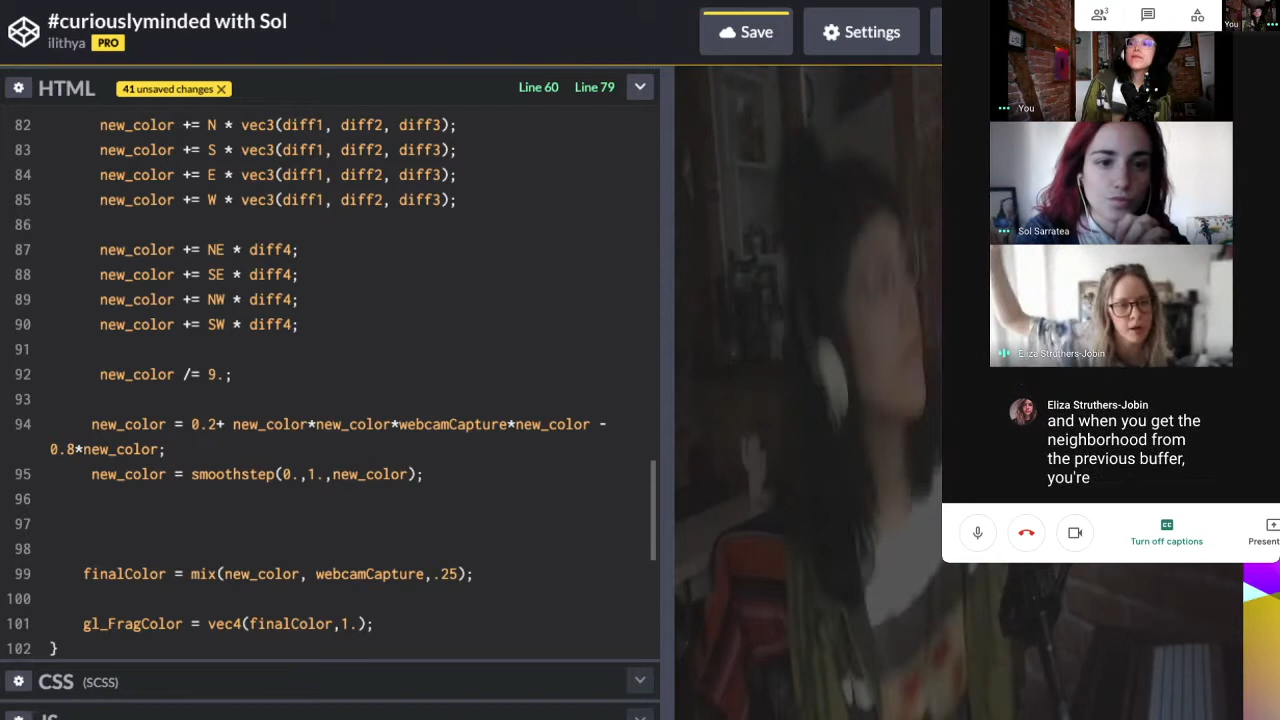 #curiouslyminded with Sol
ilithya PRO
Save
Settings
HTML
41 unsaved changes X
Line 60 Line 79
82 new_color += N * vec3(diff1, diff2, diff3);
83 new_color += S * vec3(diff1, diff2, diff3);
84 new_color += E * vec3(diff1, diff2, diff3);
85 new_color += W * vec3(diff1, diff2, diff3);
86
87 new_color += NE * diff4;
88 new_color += SE * diff4;
89 new_color += NW * diff4;
90 new_color += SW * diff4;
91
92 new_color /= 9.;
93
94 new_color = 0.2+ new_color*new_color*webcamCapture*new_color -
0.8*new_color;
95 new_color = smoothstep(0.,1.,new_color);
96
97
98
99 finalColor = mix(new_color, webcamCapture,.25);
100
101 gl_FragColor = vec4(finalColor,1.);
102 }
CSS (SCSS)
JS
3
You
You
Sol Sarratea
Eliza Struthers-Jobin
Eliza Struthers-Jobin
and when you get the
neighborhood from
the previous buffer,
you're
Turn off captions
Present